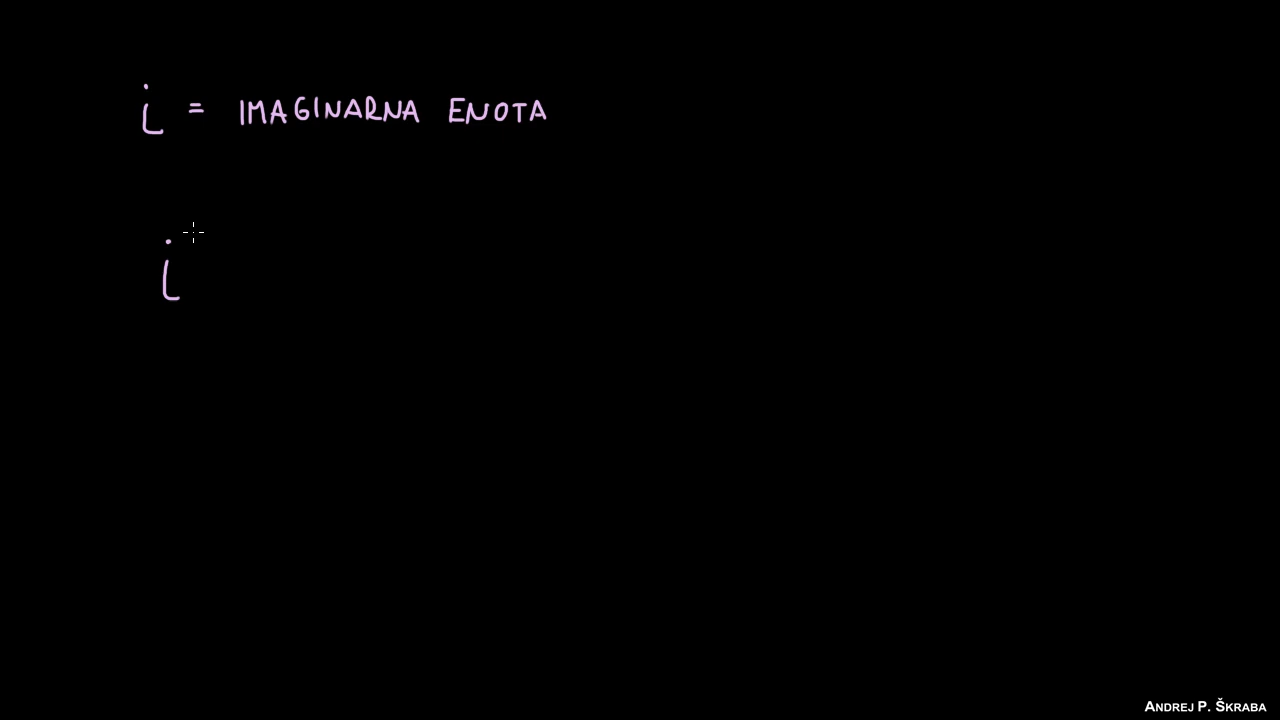 i = IMAGINARNA ENOTA
i
ANDREJ P. ŠKRABA